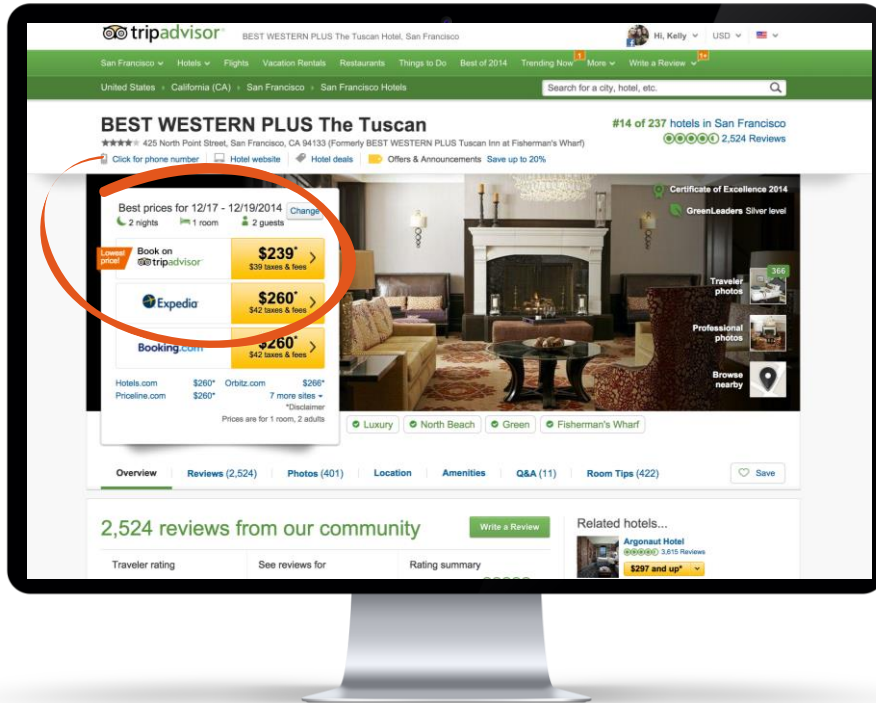 tripadvisor BEST WESTERN PLUS The Tuscan Hotel, San Francisco Hi, Kelly USD
San Francisco Hotels Flights Vacation Rentals Restaurants Things to Do Best of 2014 Trending Now 1 More Write a Review 1+
United States California (CA) San Francisco San Francisco Hotels Search for a city, hotel, etc.
BEST WESTERN PLUS The Tuscan #14 of 237 hotels in San Francisco
425 North Point Street, San Francisco, CA 94133 (Formerly BEST WESTERN PLUS Tuscan Inn at Fisherman's Wharf) 2,524 Reviews
Click for phone number Hotel website Hotel deals Offers & Announcements Save up to 20%
Certificate of Excellence 2014
GreenLeaders Silver level
Best prices for 12/17 - 12/19/2014 Change
2 nights 1 room 2 guests
Lowest price! Book on tripadvisor $239* $39 taxes & fees
Expedia $260* $42 taxes & fees
Booking.com $260* $42 taxes & fees
Hotels.com $260* Orbitz.com $266*
Priceline.com $260* 7 more sites
*Disclaimer
Prices are for 1 room, 2 adults
366
Traveler photos
Professional photos
Browse nearby
Luxury North Beach Green Fisherman's Wharf
Overview Reviews (2,524) Photos (401) Location Amenities Q&A (11) Room Tips (422) Save
2,524 reviews from our community Write a Review
Traveler rating See reviews for Rating summary
Related hotels...
Argonaut Hotel
3,615 Reviews
$297 and up*